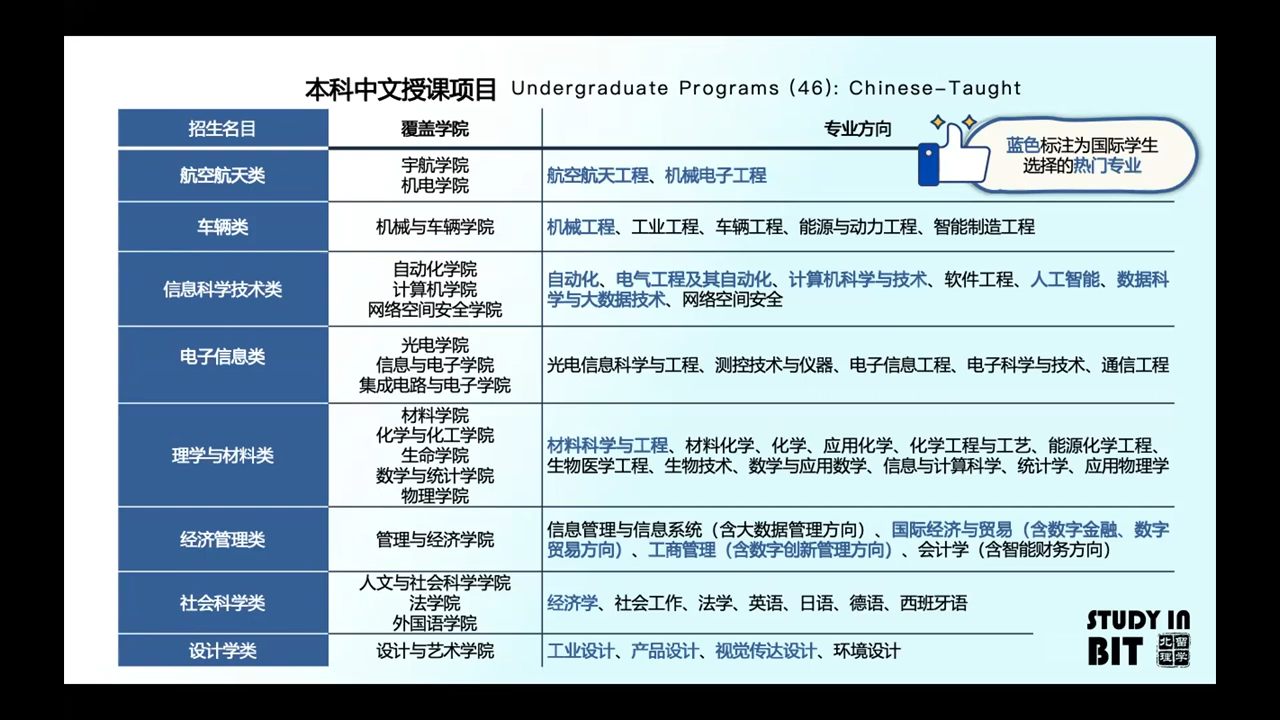 本科中文授课项目 Undergraduate Programs (46): Chinese-Taught
招生名目
覆盖学院
专业方向
蓝色标注为国际学生
选择的热门专业
航空航天类
宇航学院
机电学院
航空航天工程、机械电子工程
车辆类
机械与车辆学院
机械工程、工业工程、车辆工程、能源与动力工程、智能制造工程
信息科学技术类
自动化学院
计算机学院
网络空间安全学院
自动化、电气工程及其自动化、计算机科学与技术、软件工程、人工智能、数据科
学与大数据技术、网络空间安全
电子信息类
光电学院
信息与电子学院
集成电路与电子学院
光电信息科学与工程、测控技术与仪器、电子信息工程、电子科学与技术、通信工程
理学与材料类
材料学院
化学与化工学院
生命学院
数学与统计学院
物理学院
材料科学与工程、材料化学、化学、应用化学、化学工程与工艺、能源化学工程、
生物医学工程、生物技术、数学与应用数学、信息与计算科学、统计学、应用物理学
经济管理类
管理与经济学院
信息管理与信息系统（含大数据管理方向）、国际经济与贸易（含数字金融、数字
贸易方向）、工商管理（含数字创新管理方向）、会计学（含智能财务方向）
社会科学类
人文与社会科学学院
法学院
外国语学院
经济学、社会工作、法学、英语、日语、德语、西班牙语
设计学类
设计与艺术学院
工业设计、产品设计、视觉传达设计、环境设计
STUDY IN
BIT
北留
理学